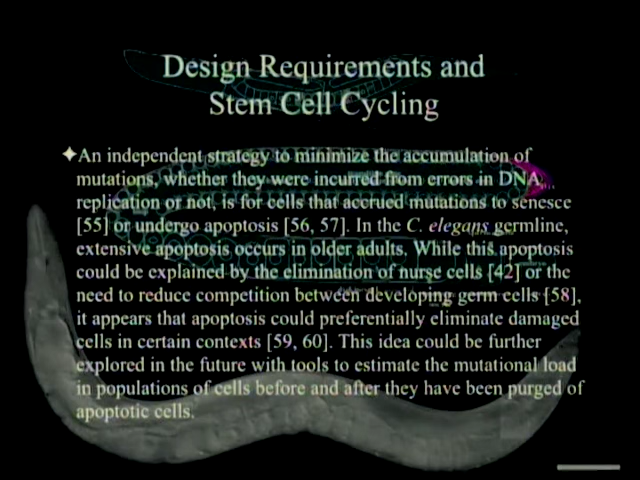 Design Requirements and
Stem Cell Cycling
✦An independent strategy to minimize the accumulation of
mutations, whether they were incurred from errors in DNA
replication or not, is for cells that accrued mutations to senesce
[55] or undergo apoptosis [56, 57]. In the C. elegans germline,
extensive apoptosis occurs in older adults. While this apoptosis
could be explained by the elimination of nurse cells [42] or the
need to reduce competition between developing germ cells [58],
it appears that apoptosis could preferentially eliminate damaged
cells in certain contexts [59, 60]. This idea could be further
explored in the future with tools to estimate the mutational load
in populations of cells before and after they have been purged of
apoptotic cells.